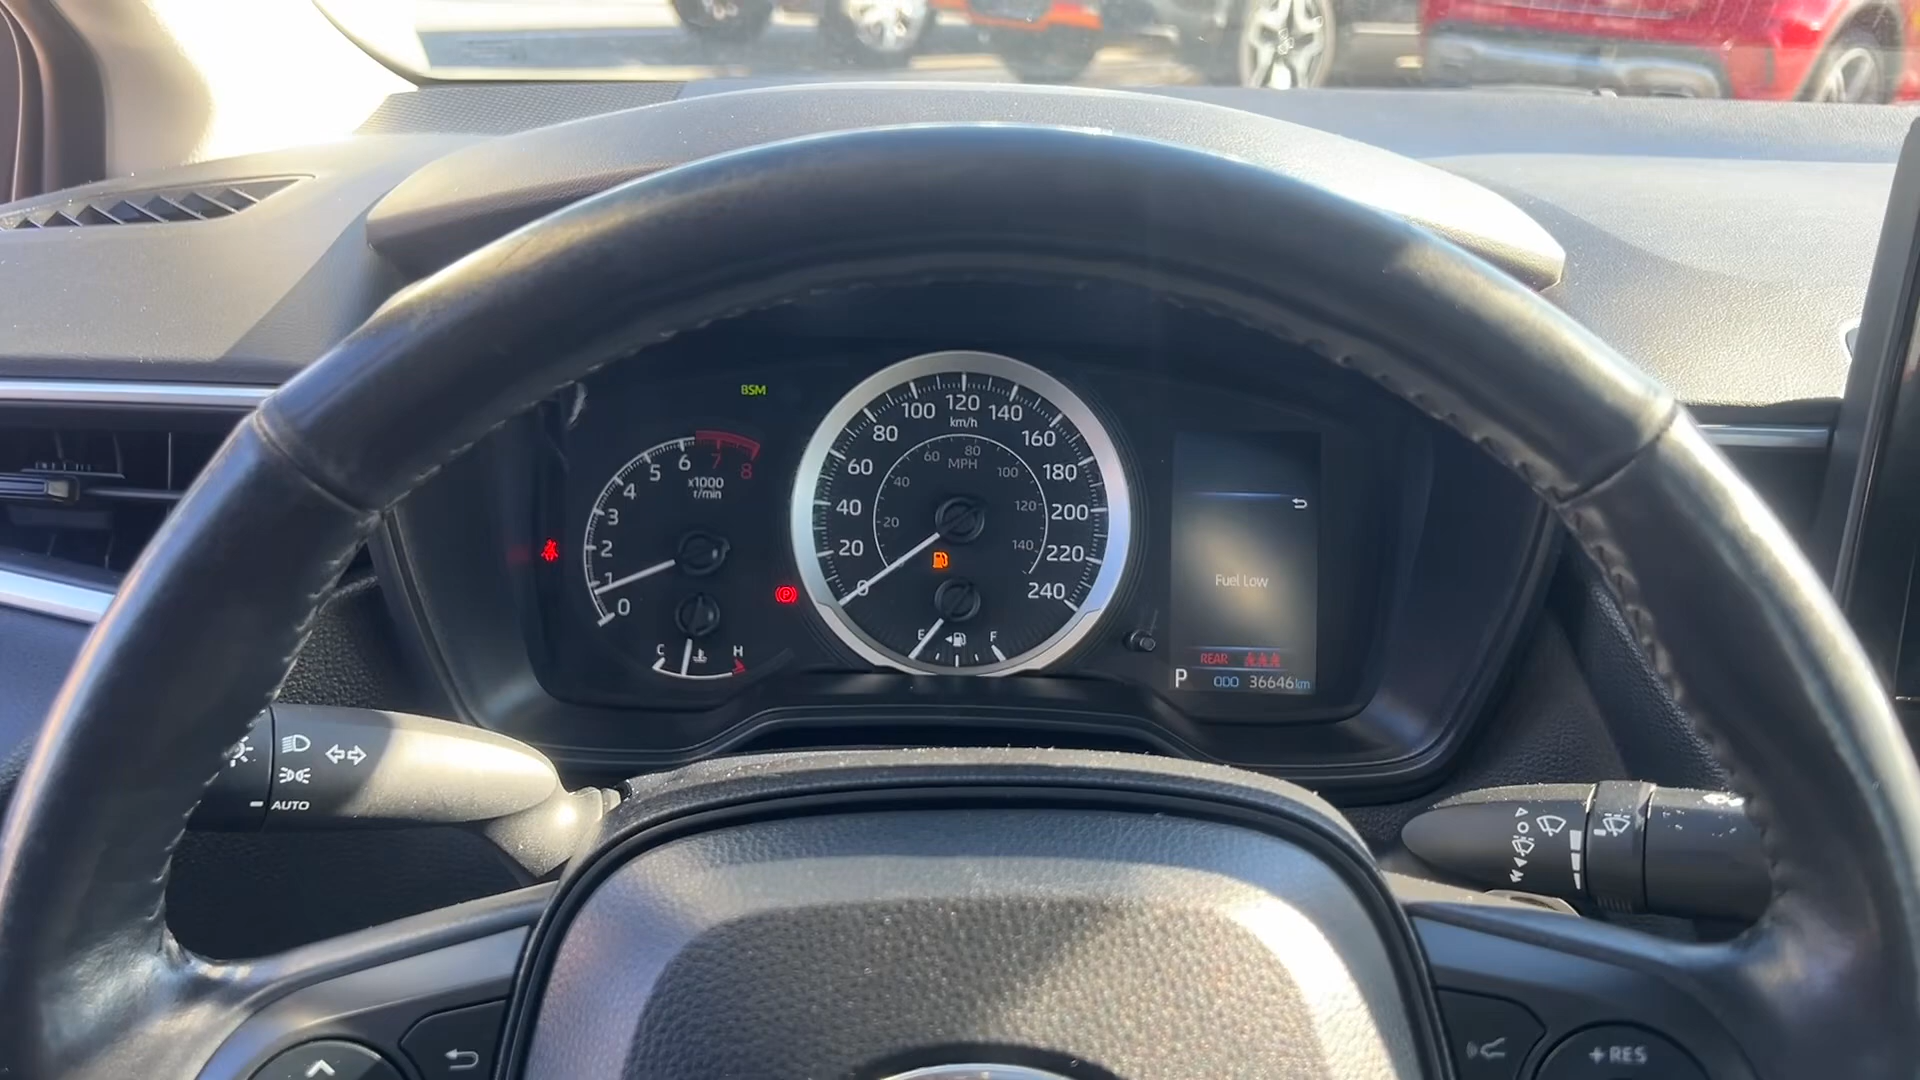 BSM
0 1 2 3 4 5 6 7 8
x1000
r/min
C H
0 20 40 60 80 100 120 140 160 180 200 220 240
km/h
20 40 60 80 100 120 140
MPH
E F
P
Fuel Low
REAR
P ODO 36646km
AUTO
+RES